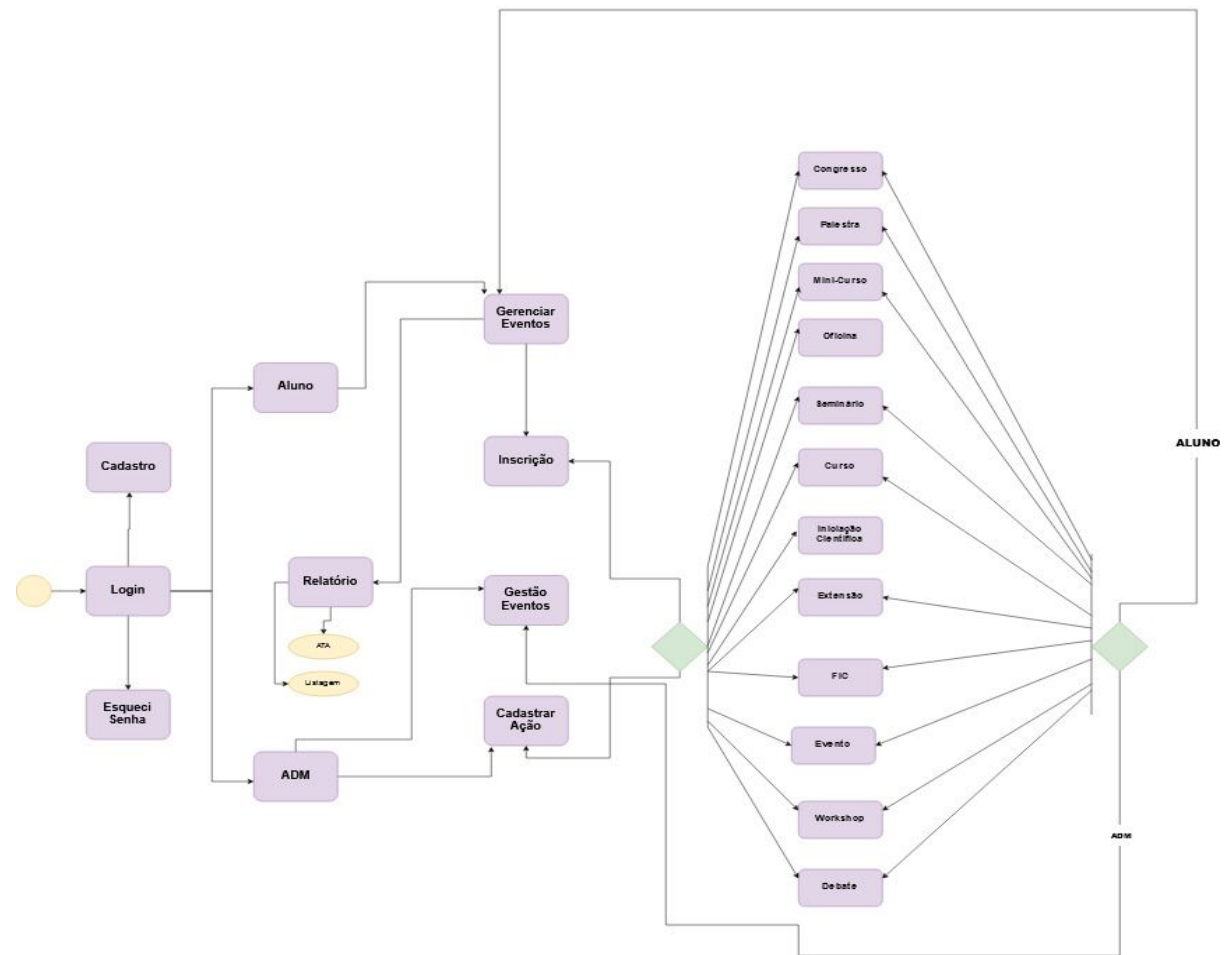 Congresso
Palestra
Mini-Curso
Gerenciar
Eventos
Oficina
Aluno
Seminário
ALUNO
Cadastro
Inscrição
Curso
Iniciação
Científica
Relatório
Login
Gestão
Eventos
Extensão
ATA
Listagem
FIC
Esqueci
Senha
Cadastrar
Ação
Evento
ADM
Workshop
ADM
Debate